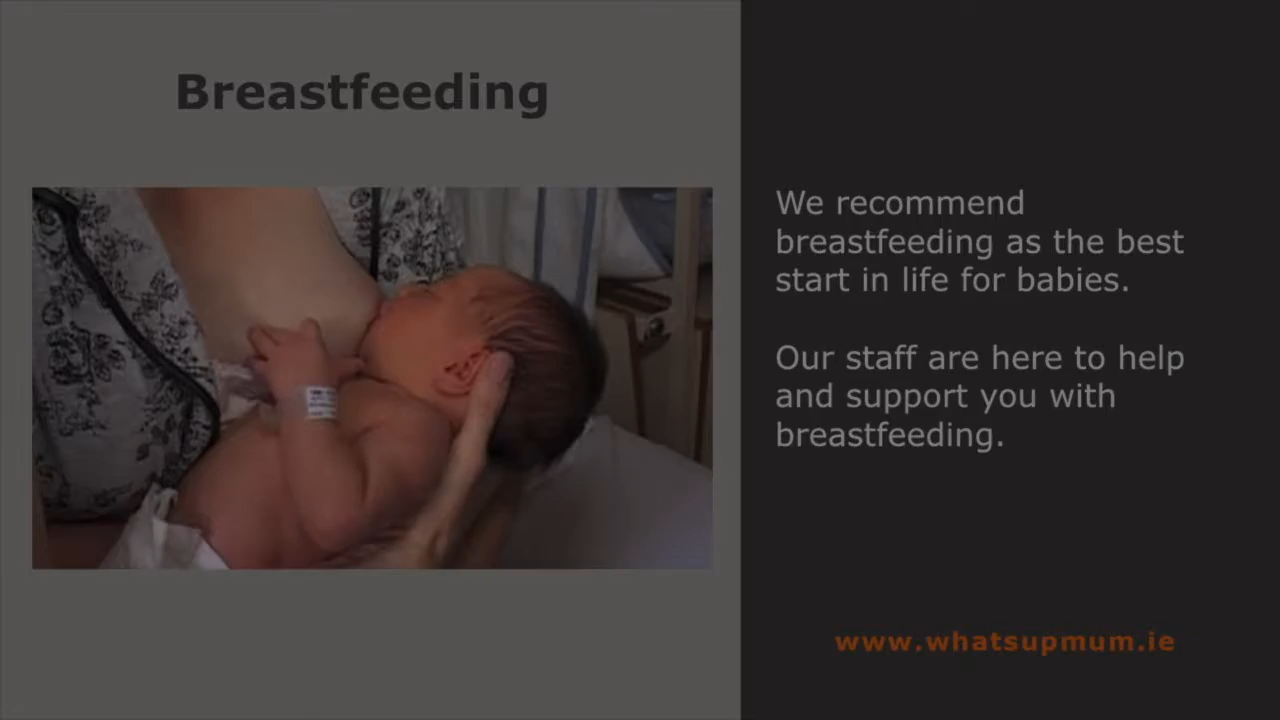 Breastfeeding
We recommend
breastfeeding as the best
start in life for babies.
Our staff are here to help
and support you with
breastfeeding.
www.whatsupmum.ie